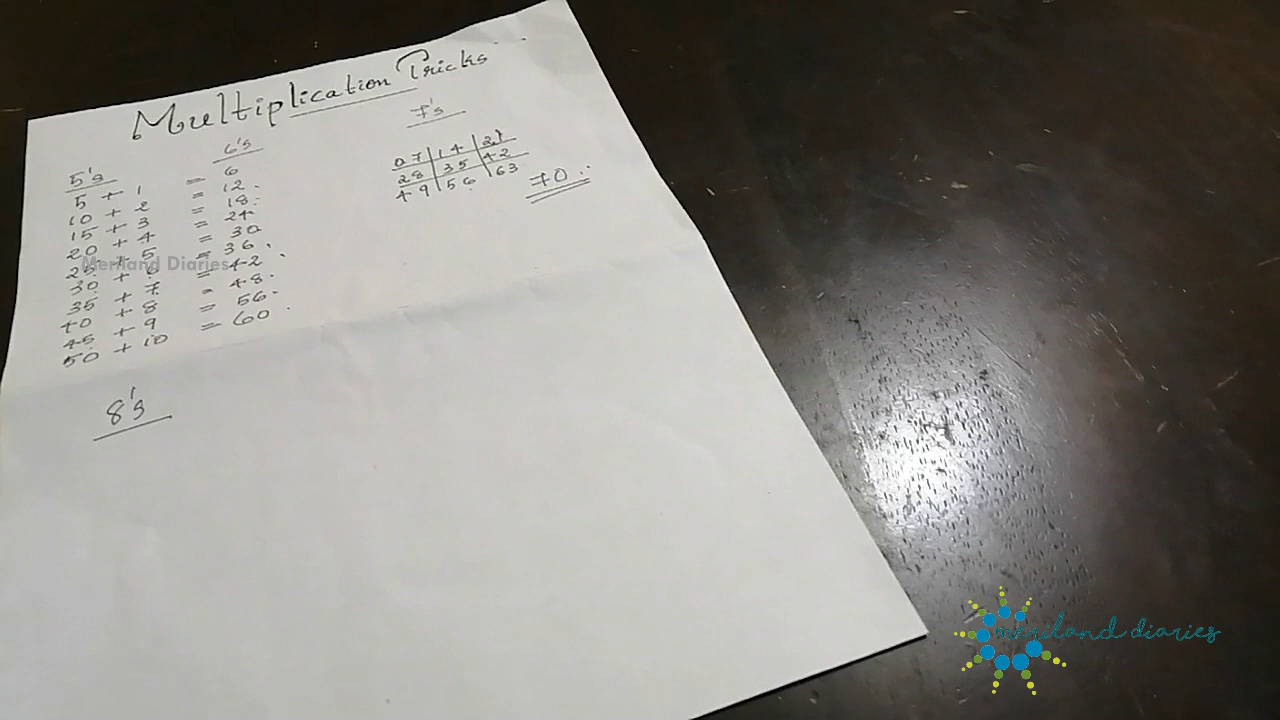 Multiplication Tricks...
5's 6's
5 + 1 = 6
10 + 2 = 12.
15 + 3 = 18.
20 + 4 = 24
25 + 5 = 30
30 + 6 = 36.
35 + 7 = 42.
40 + 8 = 48.
45 + 9 = 56.
50 + 10 = 60.
7's
07 14 21
28 35 42
49 56 63
70.
8's
Meriland Diaries
meriland diaries